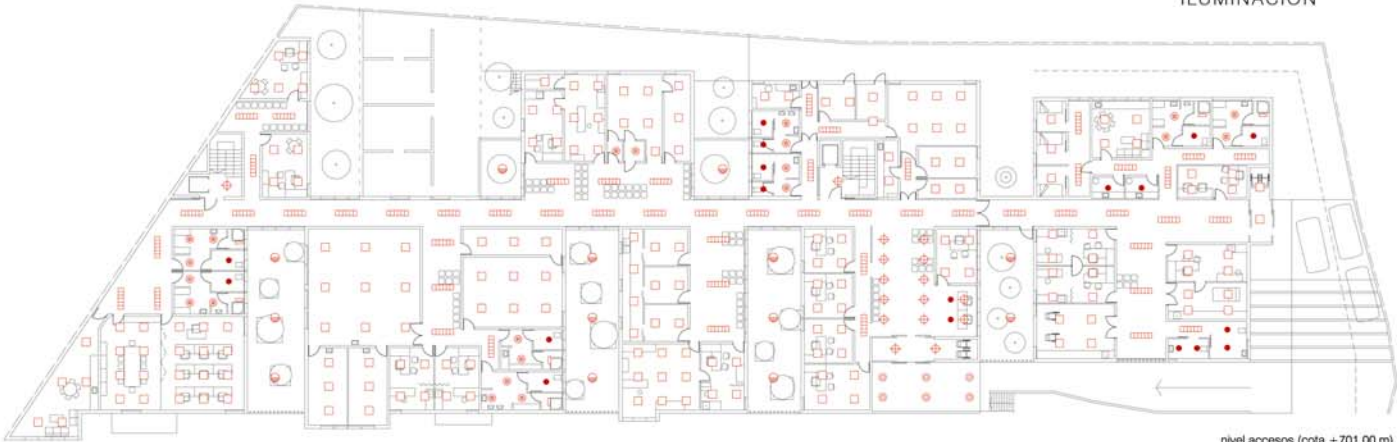 ILUMINACIÓN
nivel accesos (cota +701,00 m)